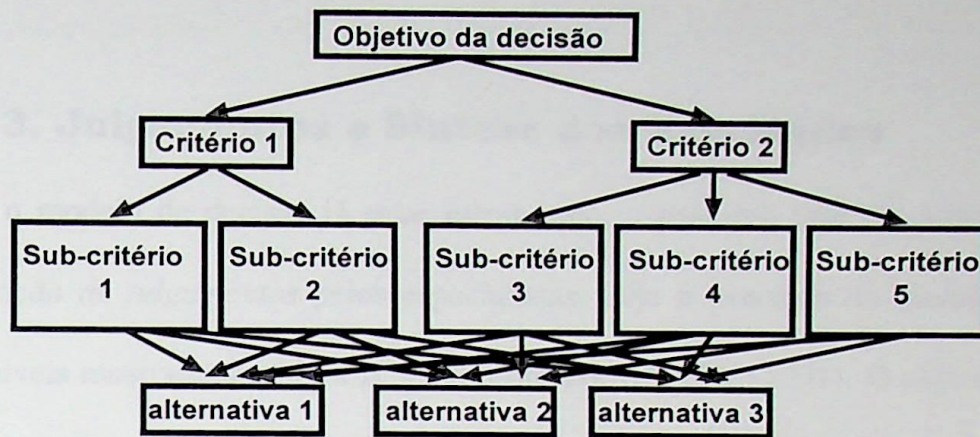 Objetivo da decisão
Critério 1
Critério 2
Sub-critério
1
Sub-critério
2
Sub-critério
3
Sub-critério
4
Sub-critério
5
alternativa 1
alternativa 2
alternativa 3